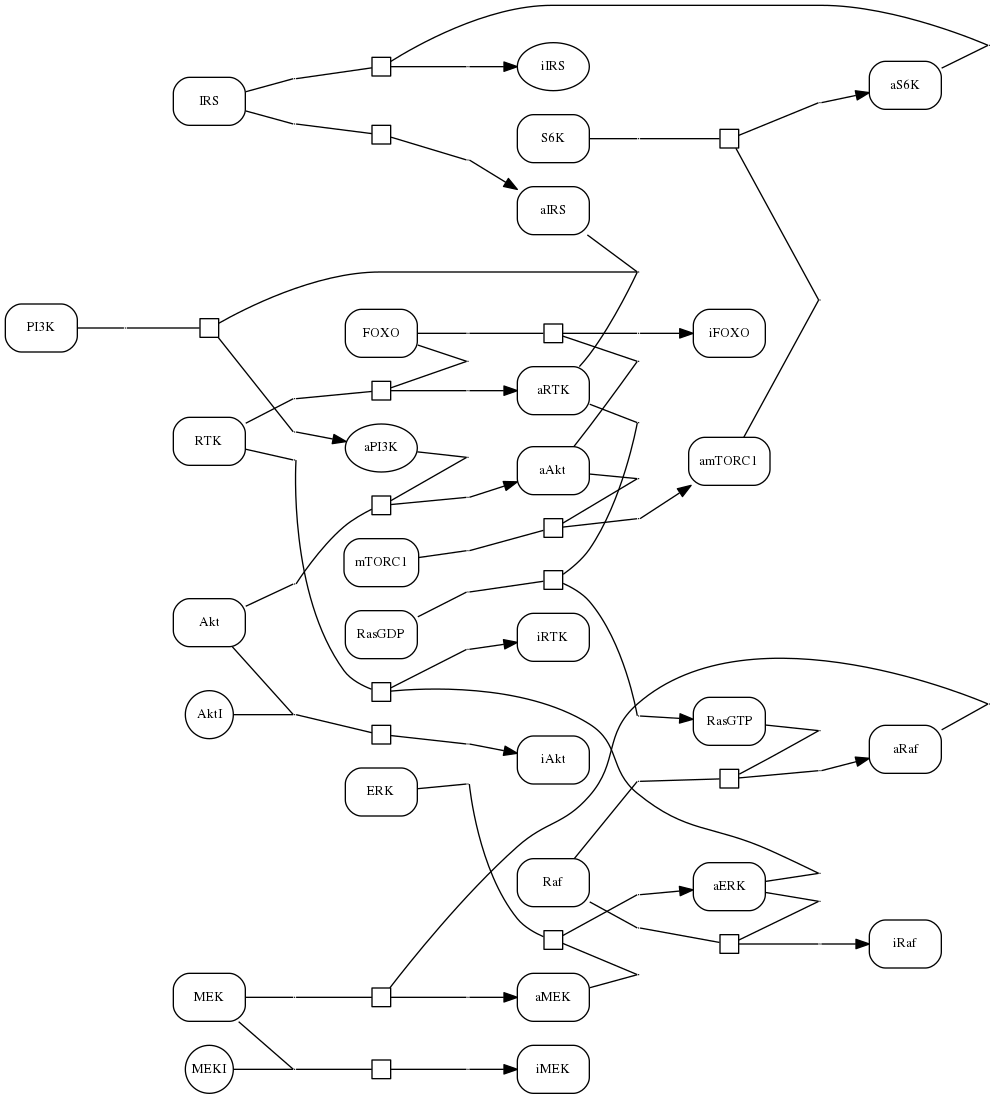 iIRS
aS6K
IRS
S6K
aIRS
PI3K
FOXO
iFOXO
aRTK
RTK
aPI3K
aAkt
amTORC1
mTORC1
Akt
RasGDP
iRTK
AktI
RasGTP
aRaf
iAkt
ERK
Raf
aERK
iRaf
MEK
aMEK
MEKI
iMEK